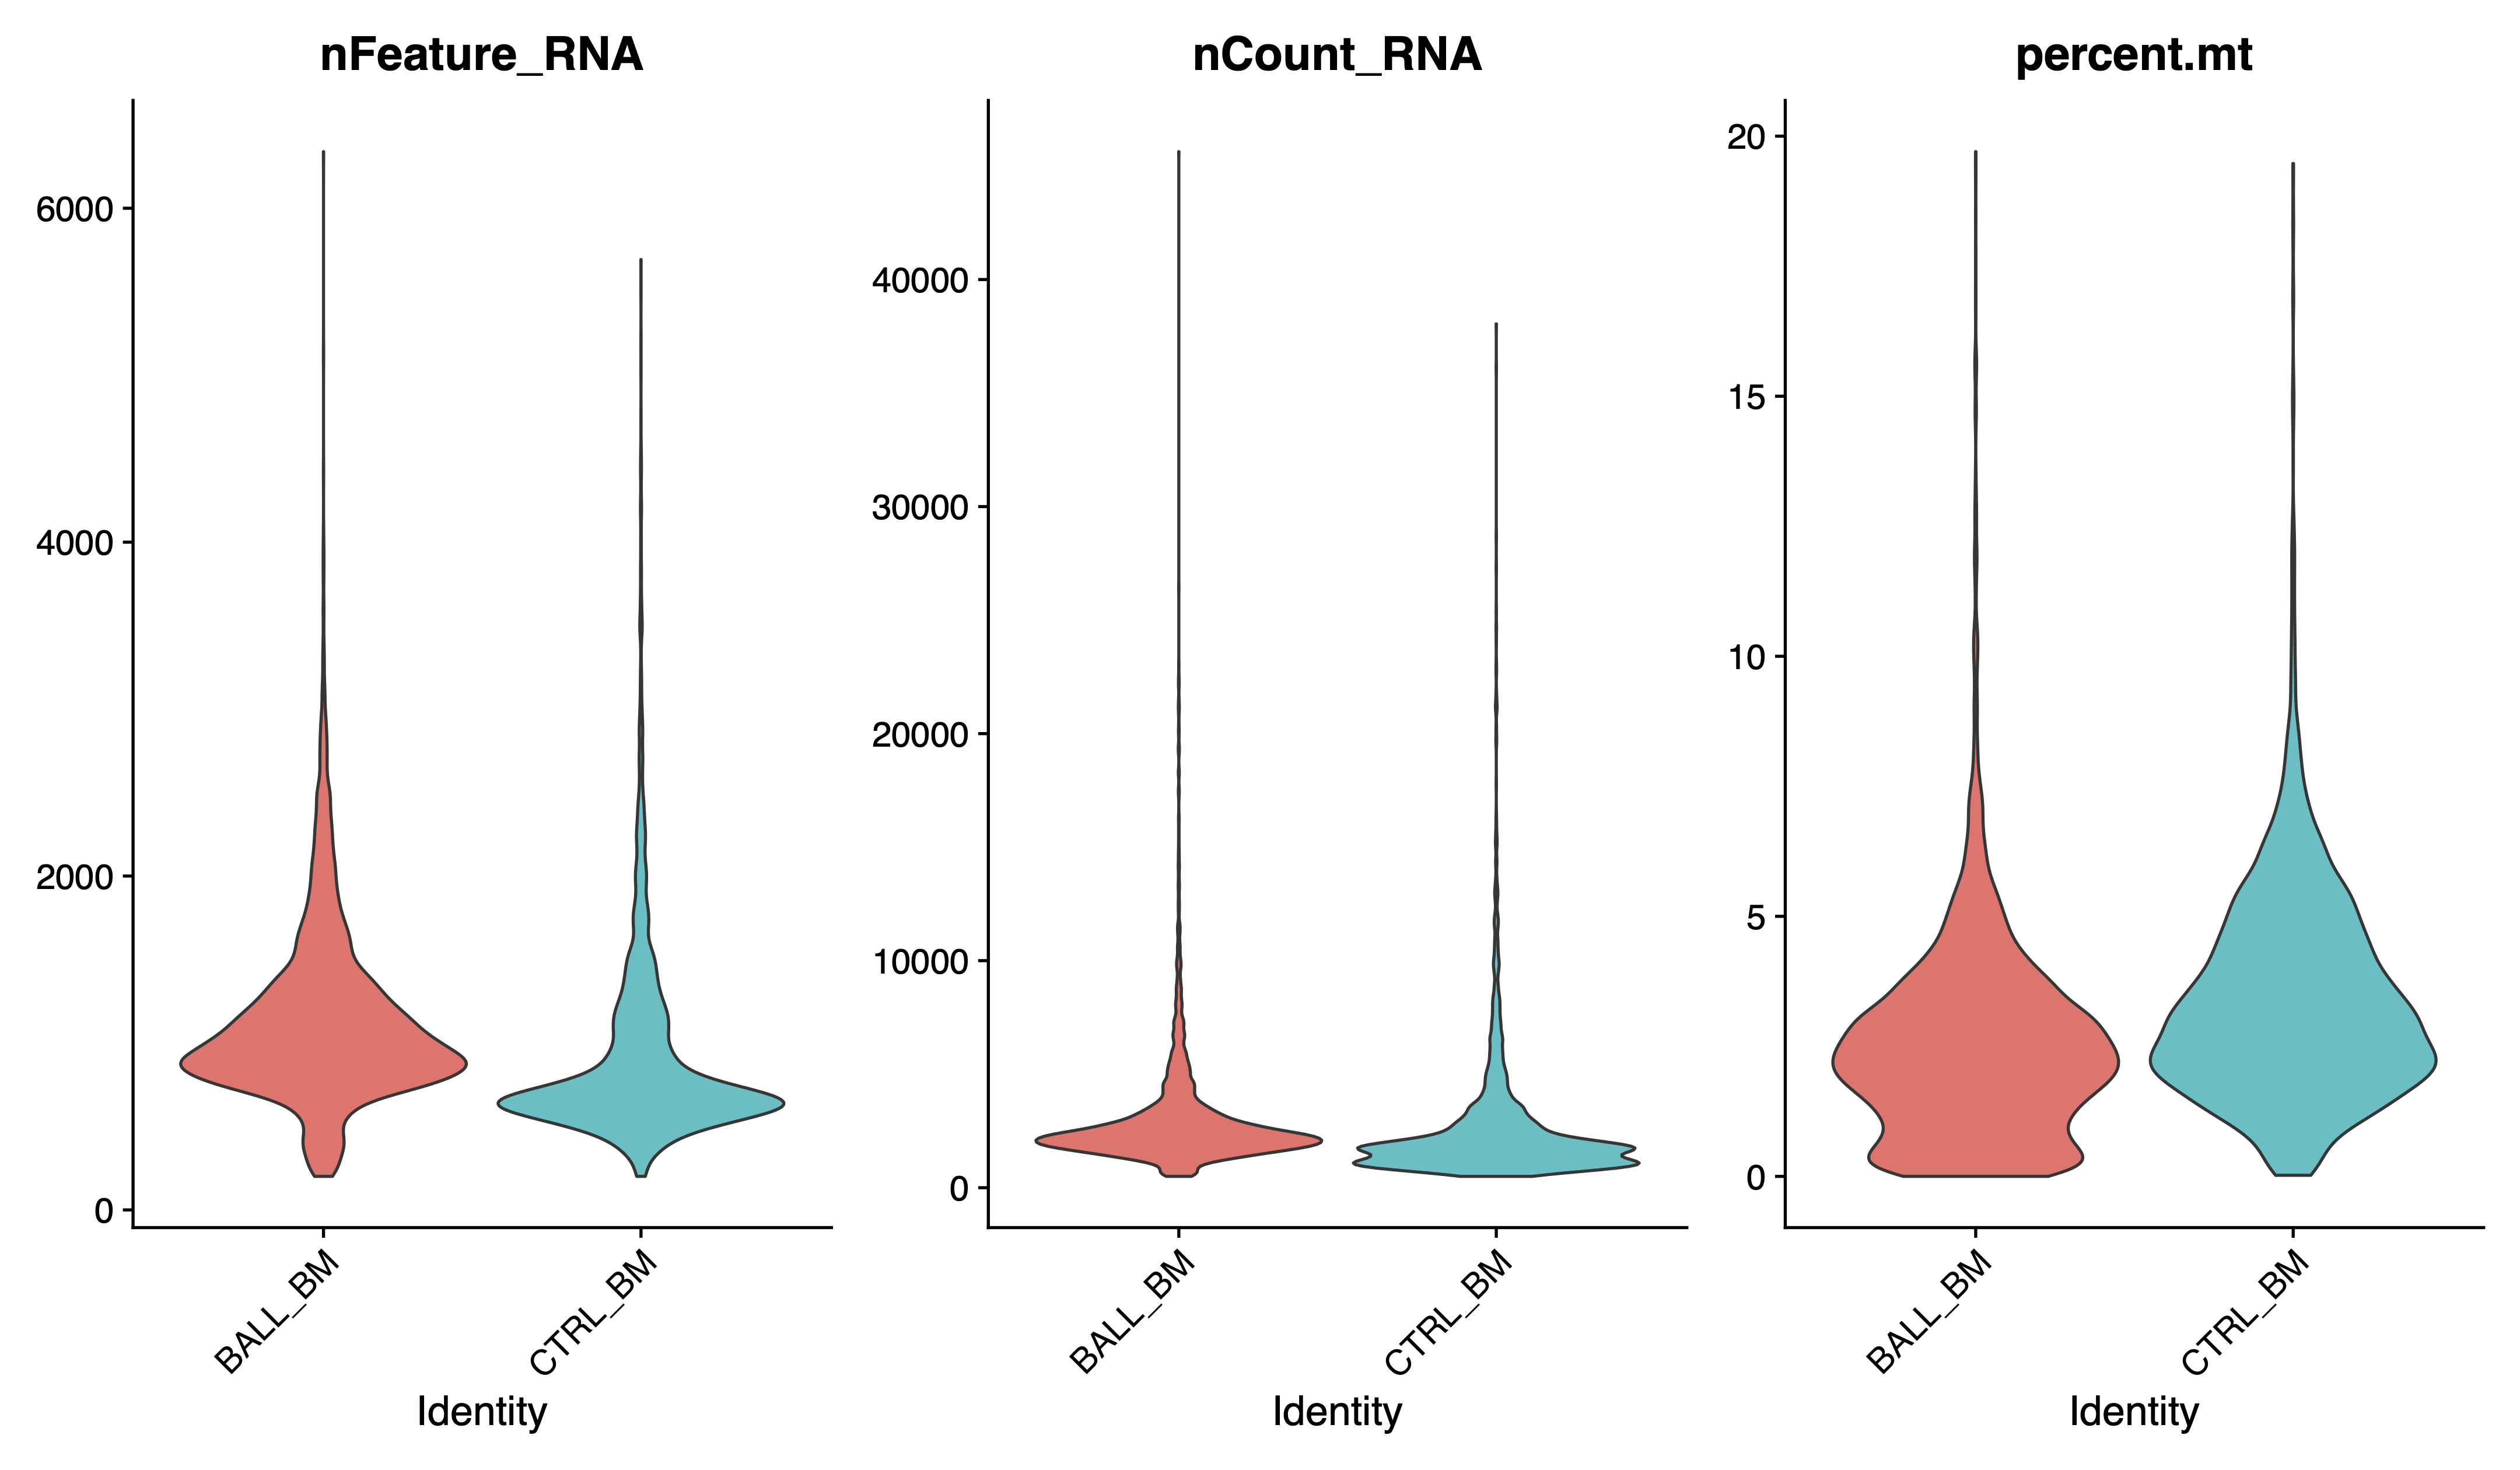 nFeature_RNA
6000
4000
2000
0
BALL_BM
CTRL_BM
Identity
nCount_RNA
40000
30000
20000
10000
0
BALL_BM
CTRL_BM
Identity
percent.mt
20
15
10
5
0
BALL_BM
CTRL_BM
Identity